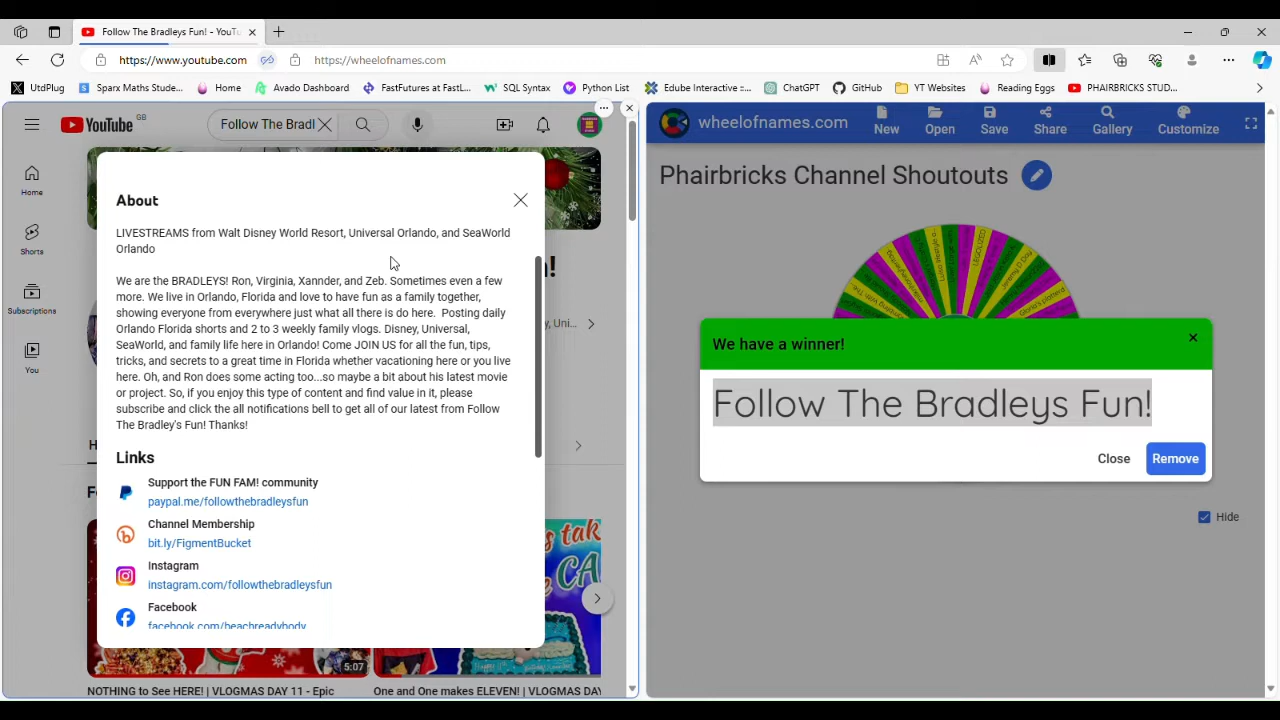 Follow The Bradleys Fun! - YouTu
https://www.youtube.com
https://wheelofnames.com
UtdPlug
Sparx Maths Stude...
Home
Avado Dashboard
FastFutures at FastL...
SQL Syntax
Python List
Edube Interactive ::...
ChatGPT
GitHub
YT Websites
Reading Eggs
PHAIRBRICKS STUD...
YouTube
GB
Follow The Bradl
Home
Shorts
Subscriptions
You
About
LIVESTREAMS from Walt Disney World Resort, Universal Orlando, and SeaWorld
Orlando
We are the BRADLEYS! Ron, Virginia, Xannder, and Zeb. Sometimes even a few
more. We live in Orlando, Florida and love to have fun as a family together,
showing everyone from everywhere just what all there is do here.  Posting daily
Orlando Florida shorts and 2 to 3 weekly family vlogs. Disney, Universal,
SeaWorld, and family life here in Orlando! Come JOIN US for all the fun, tips,
tricks, and secrets to a great time in Florida whether vacationing here or you live
here. Oh, and Ron does some acting too...so maybe a bit about his latest movie
or project. So, if you enjoy this type of content and find value in it, please
subscribe and click the all notifications bell to get all of our latest from Follow
The Bradley's Fun! Thanks!
Links
Support the FUN FAM! community
paypal.me/followthebradleysfun
Channel Membership
bit.ly/FigmentBucket
Instagram
instagram.com/followthebradleysfun
Facebook
facebook.com/beachreadybody
n!
y, Uni...
H
F
s tak
the
CA
5:07
NOTHING to See HERE! | VLOGMAS DAY 11 - Epic
One and One makes ELEVEN! | VLOGMAS DAY
wheelofnames.com
New
Open
Save
Share
Gallery
Customize
Phairbricks Channel Shoutouts
We have a winner!
Follow The Bradleys Fun!
Close
Remove
Hide